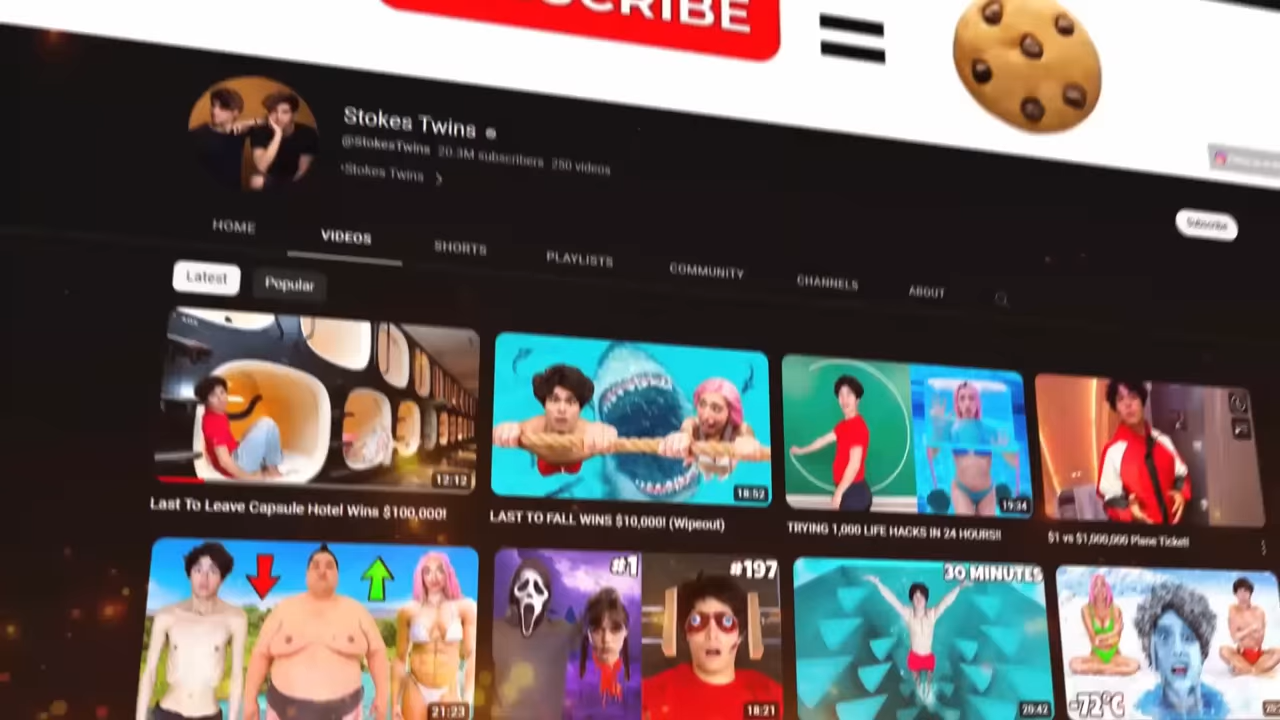 SCRIBE
Stokes Twins
@StokesTwins 20.3M subscribers 250 videos
Stokes Twins >
Subscribe
HOME VIDEOS SHORTS PLAYLISTS COMMUNITY CHANNELS ABOUT
Latest Popular
12:12
18:52
19:34
Last To Leave Capsule Hotel Wins $100,000!
LAST TO FALL WINS $10,000! (Wipeout)
TRYING 1,000 LIFE HACKS IN 24 HOURS!!
$1 vs $1,000,000 Plane Ticket!
#1
#197
30 MINUTES
-72°C
21:23
18:21
20:42